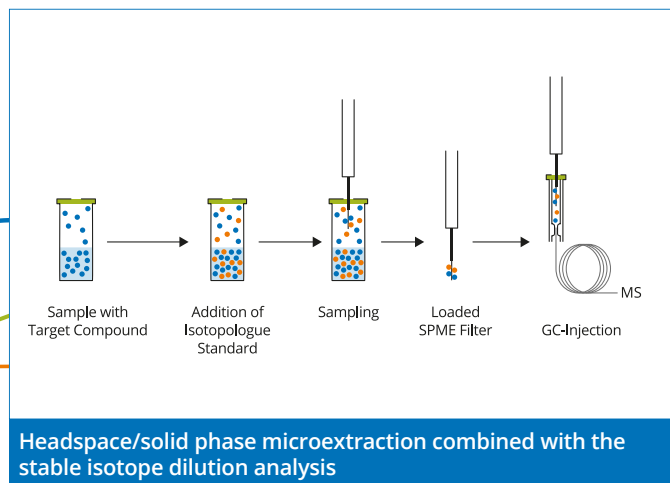 MS
Sample with
Target Compound
Addition of
Isotopologue
Standard
Sampling
Loaded
SPME Filter
GC-Injection
Headspace/solid phase microextraction combined with the
stable isotope dilution analysis